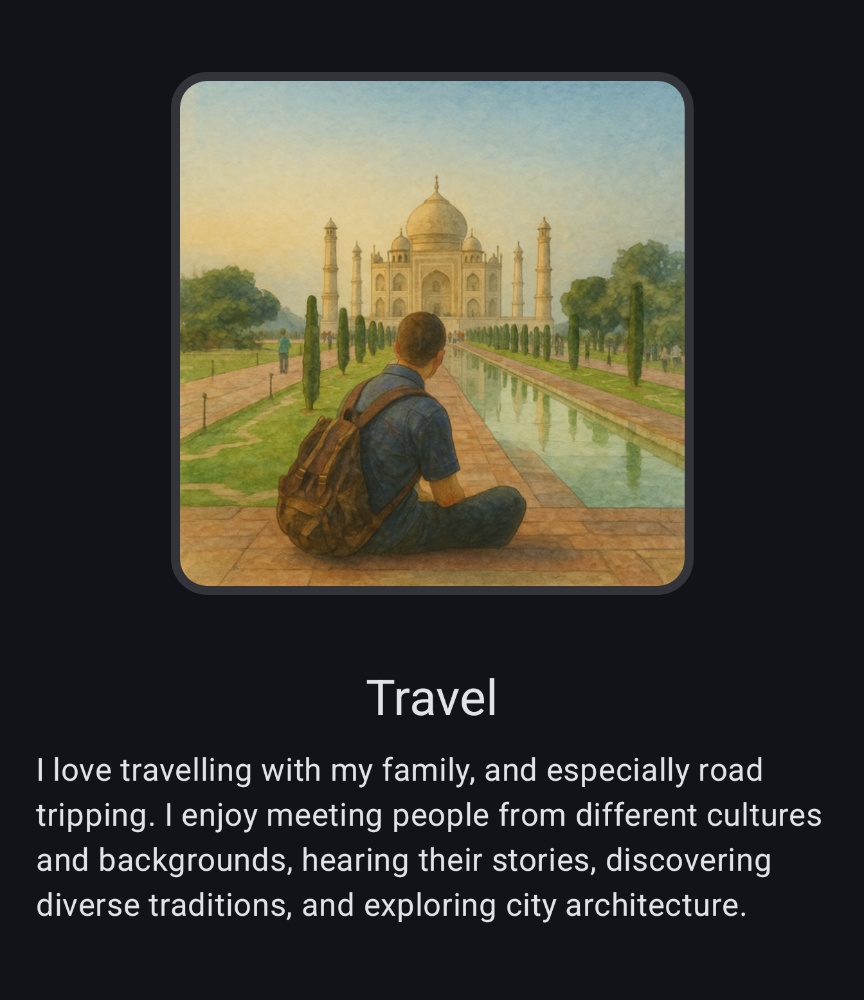 Travel
I love travelling with my family, and especially road
tripping. I enjoy meeting people from different cultures
and backgrounds, hearing their stories, discovering
diverse traditions, and exploring city architecture.